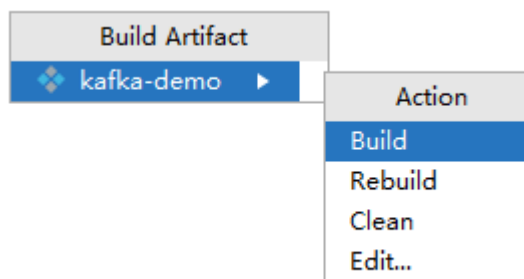 Build Artifact
kafka-demo
Action
Build
Rebuild
Clean
Edit...